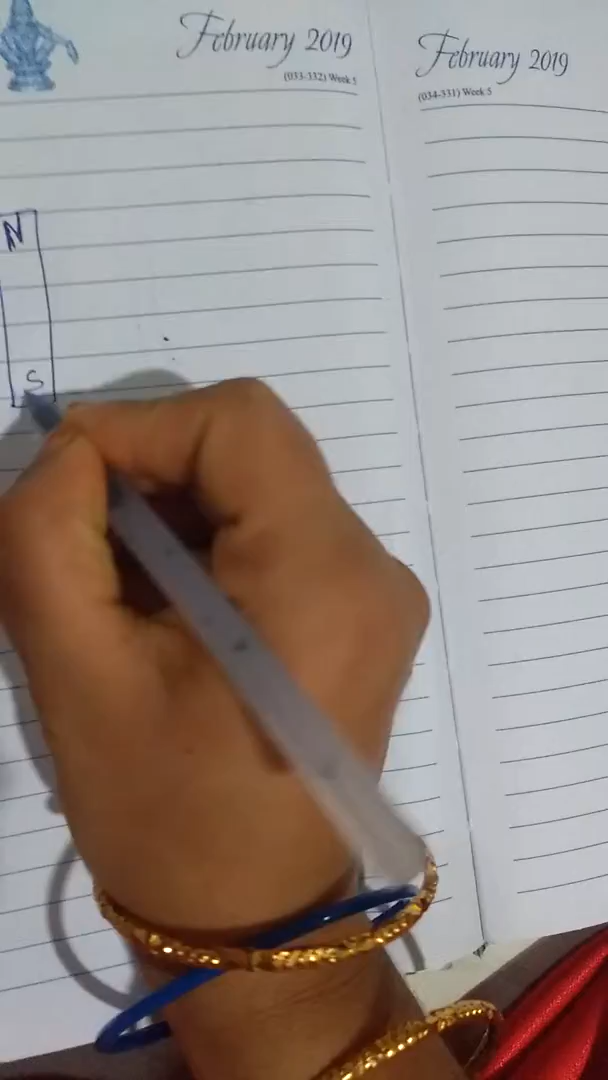 February 2019
(033-332) Week 5
N
S
February 2019
(034-331) Week 5